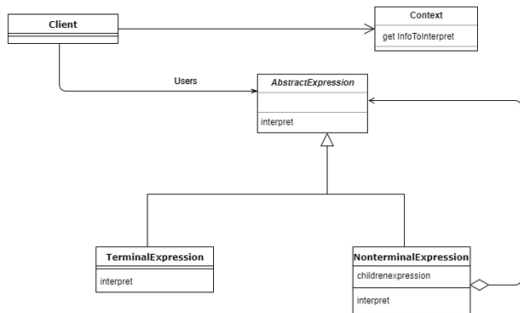 Client
Context
get InfoToInterpret
Users
AbstractExpression
interpret
TerminalExpression
interpret
NonterminalExpression
childrenexpression
interpret